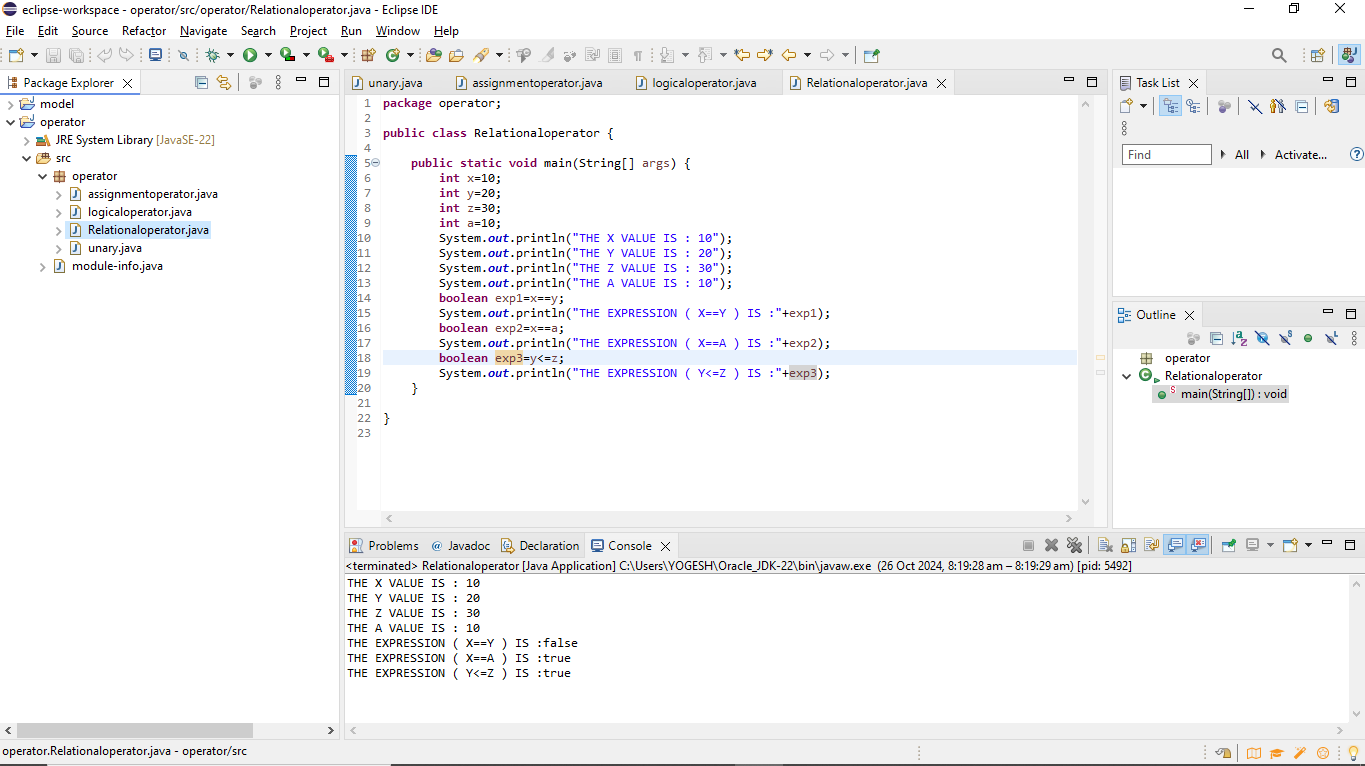 eclipse-workspace - operator/src/operator/Relationaloperator.java - Eclipse IDE
File Edit Source Refactor Navigate Search Project Run Window Help
Package Explorer
model
operator
JRE System Library [JavaSE-22]
src
operator
assignmentoperator.java
logicaloperator.java
Relationaloperator.java
unary.java
module-info.java
unary.java assignmentoperator.java logicaloperator.java Relationaloperator.java
1 package operator;
2
3 public class Relationaloperator {
4
5 public static void main(String[] args) {
6 int x=10;
7 int y=20;
8 int z=30;
9 int a=10;
10 System.out.println("THE X VALUE IS : 10");
11 System.out.println("THE Y VALUE IS : 20");
12 System.out.println("THE Z VALUE IS : 30");
13 System.out.println("THE A VALUE IS : 10");
14 boolean exp1=x==y;
15 System.out.println("THE EXPRESSION ( X==Y ) IS :"+exp1);
16 boolean exp2=x==a;
17 System.out.println("THE EXPRESSION ( X==A ) IS :"+exp2);
18 boolean exp3=y<=z;
19 System.out.println("THE EXPRESSION ( Y<=Z ) IS :"+exp3);
20 }
21
22 }
23
Task List
Find All Activate...
Outline
operator
Relationaloperator
main(String[]) : void
Problems Javadoc Declaration Console
<terminated> Relationaloperator [Java Application] C:\Users\YOGESH\Oracle_JDK-22\bin\javaw.exe (26 Oct 2024, 8:19:28 am – 8:19:29 am) [pid: 5492]
THE X VALUE IS : 10
THE Y VALUE IS : 20
THE Z VALUE IS : 30
THE A VALUE IS : 10
THE EXPRESSION ( X==Y ) IS :false
THE EXPRESSION ( X==A ) IS :true
THE EXPRESSION ( Y<=Z ) IS :true
operator.Relationaloperator.java - operator/src